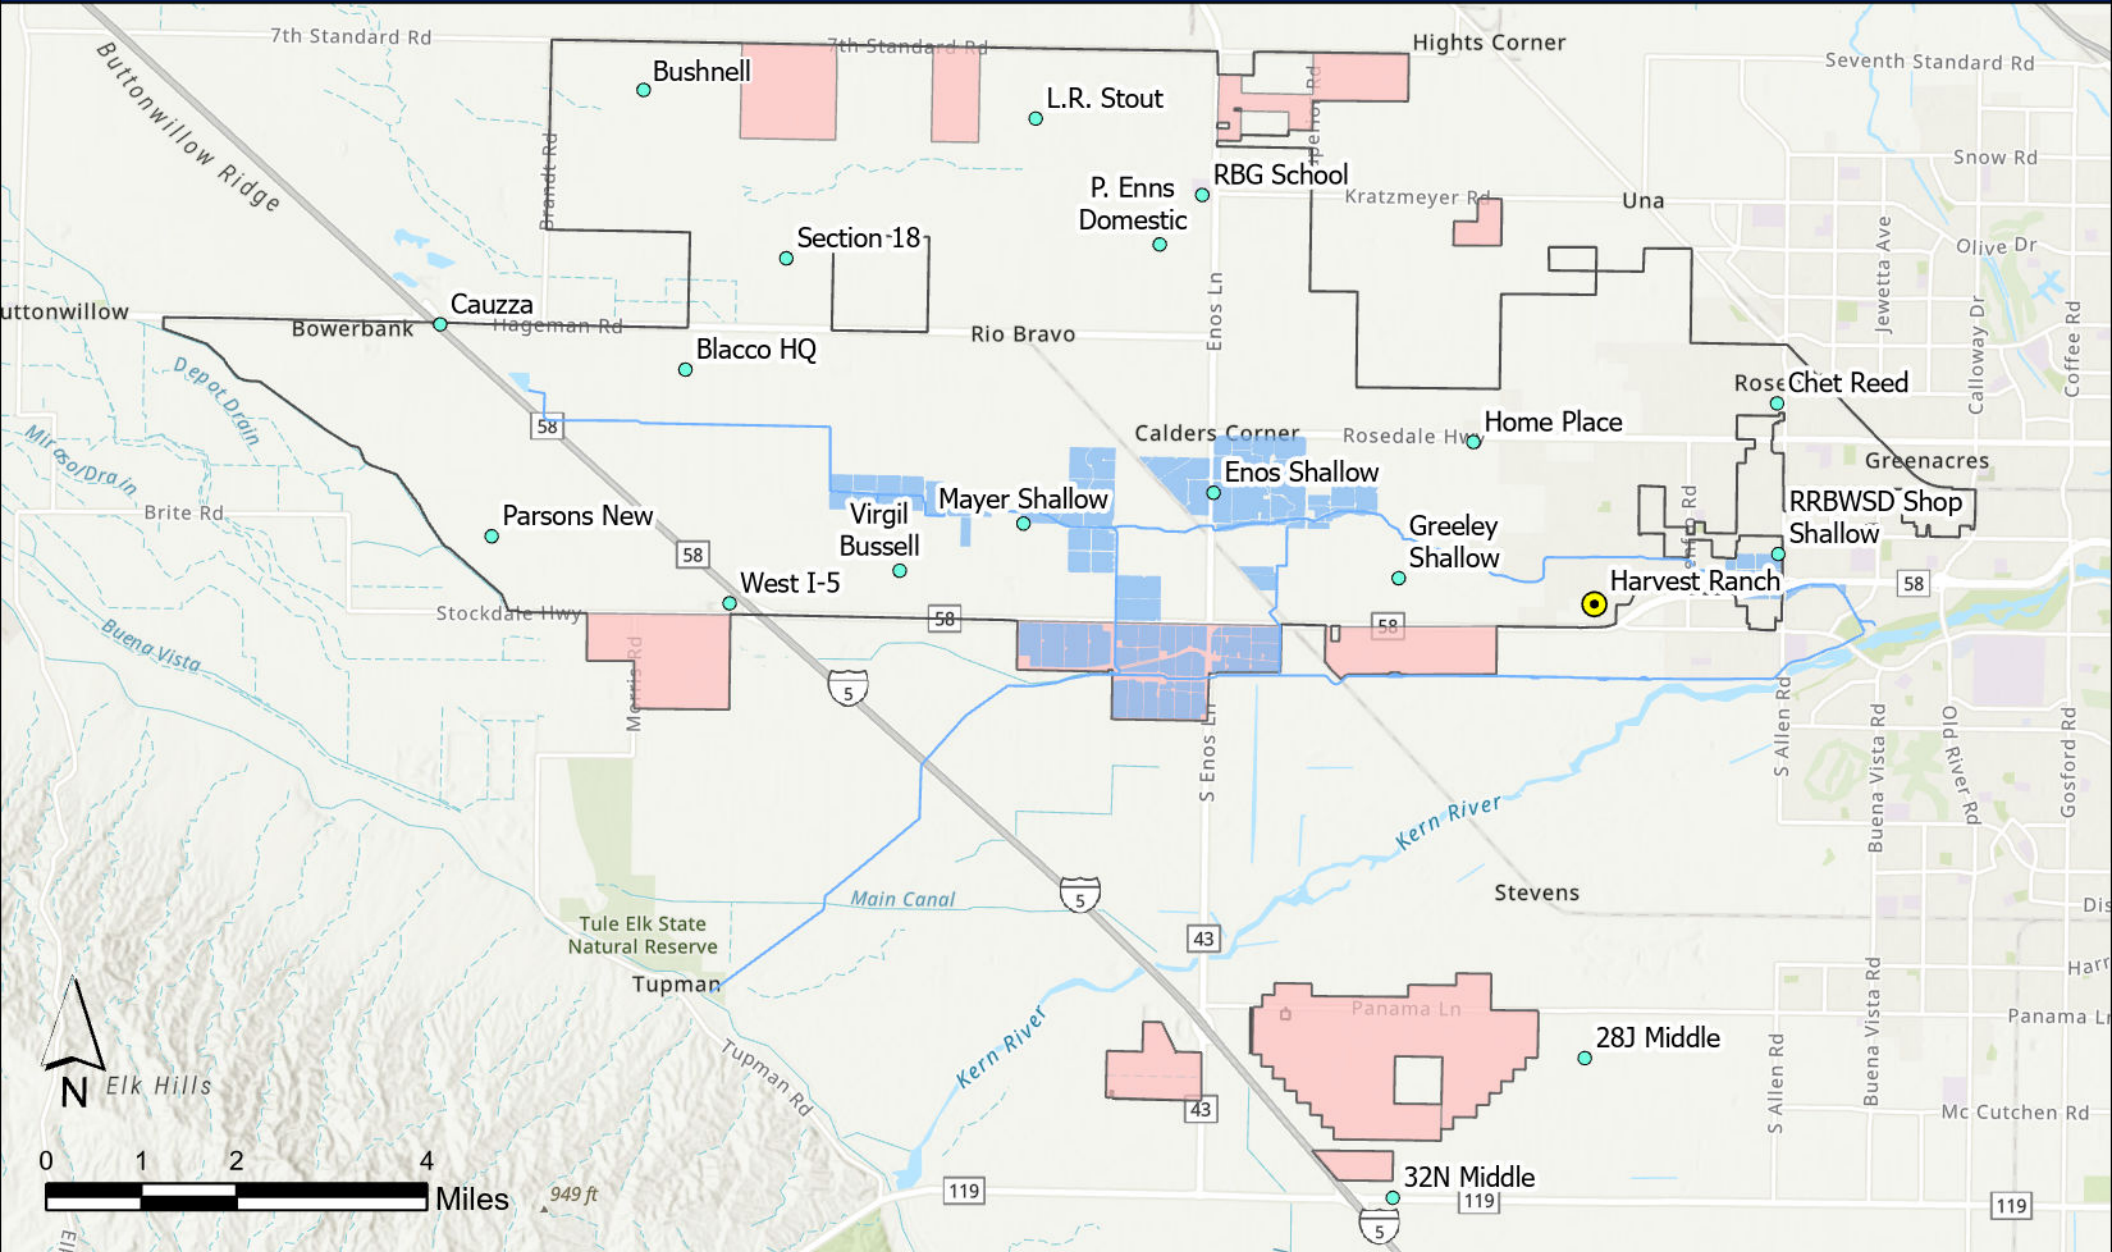 7th Standard Rd
7th Standard Rd
Hights Corner
Seventh Standard Rd
Buttonwillow Ridge
Bushnell
L.R. Stout
Snow Rd
Brandt Rd
RBG School
P. Enns
Domestic
Kratzmeyer Rd
Una
Jewetta Ave
Olive Dr
Section 18
Cauzza
uttonwillow
Bowerbank
Hageman Rd
Rio Bravo
Enos Ln
Calloway Dr
Coffee Rd
Blacco HQ
Depot Drain
Rose
Chet Reed
58
Home Place
Calders Corner
Rosedale Hwy
Greenacres
Enos Shallow
Mayer Shallow
RRBWSD Shop
Shallow
Brite Rd
Parsons New
Virgil
Bussell
Greeley
Shallow
58
West I-5
Harvest Ranch
58
Stockdale Hwy
58
58
Buena Vista
Morris Rd
5
S Enos Ln
S Allen Rd
Buena Vista Rd
Old River Rd
Gosford Rd
Kern River
Main Canal
5
Stevens
Dis
Tule Elk State
Natural Reserve
43
Harr
Tupman
Panama Ln
Panama Ln
Kern River
28J Middle
S Allen Rd
Buena Vista Rd
Tupman Rd
N
Elk Hills
43
Mc Cutchen Rd
0
1
2
4
Miles
949 ft
119
32N Middle
119
119
5